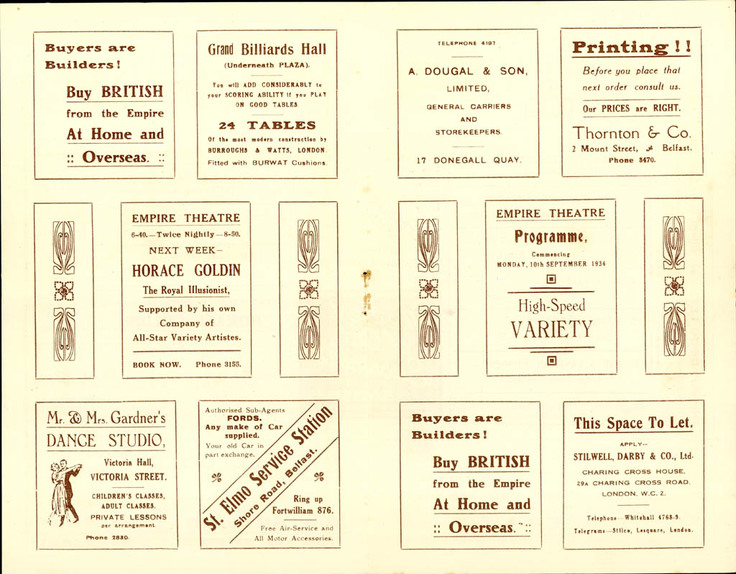 Buyers are
Builders!
Buy BRITISH
from the Empire
At Home and
:: Overseas. ::
Grand Billiards Hall
(Underneath PLAZA).
You will ADD CONSIDERABLY to
your SCORING ABILITY if you PLAY
ON GOOD TABLES
24 TABLES
Of the most modern construction by
BURROUGHS & WATTS, LONDON
Fitted with BURWAT Cushions.
EMPIRE THEATRE
6-40.—Twice Nightly—8-50.
NEXT WEEK—
HORACE GOLDIN
The Royal Illusionist,
Supported by his own
Company of
All-Star Variety Artistes.
BOOK NOW. Phone 3155.
Mr. & Mrs. Gardner's
DANCE STUDIO,
Victoria Hall,
VICTORIA STREET.
CHILDREN'S CLASSES,
ADULT CLASSES,
PRIVATE LESSONS
per arrangement
Phone 2830.
Authorised Sub-Agents
FORDS.
Any make of Car
supplied.
Your old Car in
part exchange.
St. Elmo Service Station
Shore Road, Belfast.
Ring up
Fortwilliam 876.
Free Air-Service and
All Motor Accessories.
TELEPHONE 4197
A. DOUGAL & SON,
LIMITED,
GENERAL CARRIERS
AND
STOREKEEPERS.
17 DONEGALL QUAY.
Printing!!
Before you place that
next order consult us.
Our PRICES are RIGHT.
Thornton & Co.
2 Mount Street, Belfast.
Phone 3470.
EMPIRE THEATRE
Programme,
Commencing
MONDAY, 10th SEPTEMBER 1934
High-Speed
VARIETY
Buyers are
Builders!
Buy BRITISH
from the Empire
At Home and
:: Overseas. ::
This Space To Let.
APPLY—
STILWELL, DARBY & CO., Ltd.
CHARING CROSS HOUSE,
29A CHARING CROSS ROAD,
LONDON, W.C. 2.
Telephone—Whitehall 4768-9.
Telegrams—Stilca, Lesquare, London.